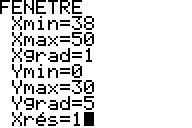 FENETRE
Xmin=38
Xmax=50
Xgrad=1
Ymin=0
Ymax=30
Ygrad=5
Xrés=1